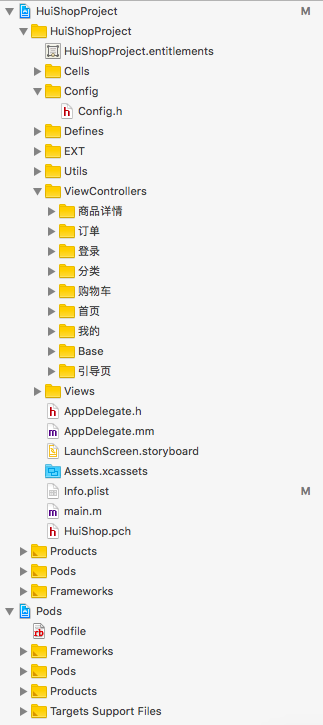 HuiShopProject M
HuiShopProject
HuiShopProject.entitlements
Cells
Config
h Config.h
Defines
EXT
Utils
ViewControllers
商品详情
订单
登录
分类
购物车
首页
我的
Base
引导页
Views
h AppDelegate.h
m AppDelegate.mm
LaunchScreen.storyboard
Assets.xcassets
Info.plist M
m main.m
h HuiShop.pch
Products
Pods
Frameworks
Pods
rb Podfile
Frameworks
Pods
Products
Targets Support Files